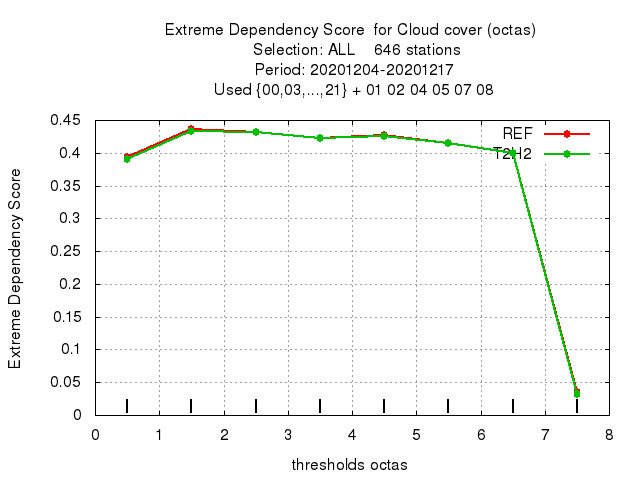 Extreme Dependency Score  for Cloud cover (octas)
Selection: ALL    646 stations
Period: 20201204-20201217
Used {00,03,...,21} + 01 02 04 05 07 08
REF
T2H2
0.45
0.4
0.35
0.3
0.25
0.2
0.15
0.1
0.05
0
Extreme Dependency Score
0 1 2 3 4 5 6 7 8
thresholds octas